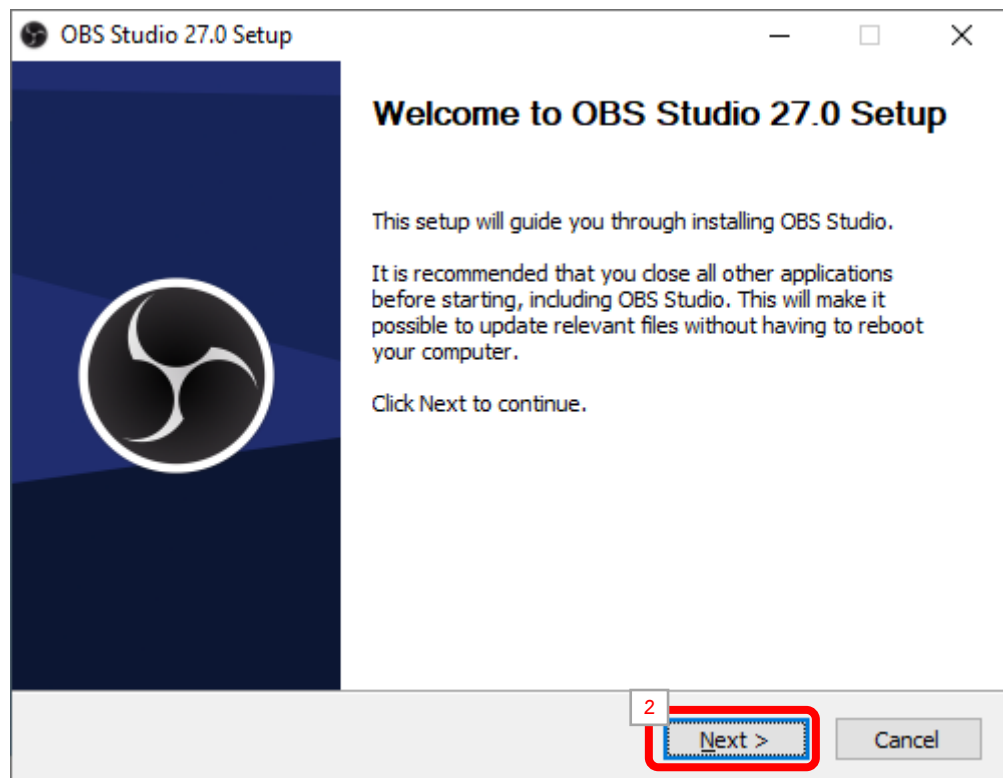 OBS Studio 27.0 Setup
Welcome to OBS Studio 27.0 Setup
This setup will guide you through installing OBS Studio.
It is recommended that you close all other applications
before starting, including OBS Studio. This will make it
possible to update relevant files without having to reboot
your computer.
Click Next to continue.
2
Next >
Cancel